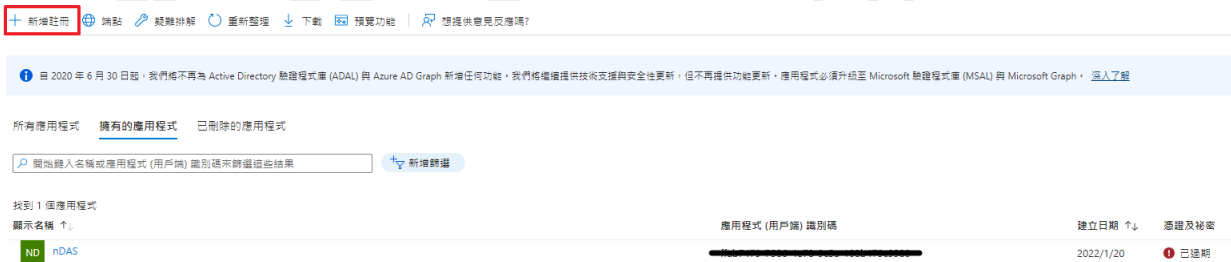 新增註冊 端點 疑難排解 重新整理 下載 預覽功能 想提供意見反應嗎?
自 2020 年 6 月 30 日起,我們將不再為 Active Directory 驗證程式庫 (ADAL) 與 Azure AD Graph 新增任何功能。我們將繼續提供技術支援與安全性更新,但不再提供功能更新。應用程式必須升級至 Microsoft 驗證程式庫 (MSAL) 與 Microsoft Graph。 深入了解
所有應用程式 擁有的應用程式 已刪除的應用程式
開始鍵入名稱或應用程式 (用戶端) 識別碼來篩選這些結果 新增篩選
找到 1 個應用程式
顯示名稱 ↑↓ 應用程式 (用戶端) 識別碼 建立日期 ↑↓ 憑證及祕密
ND nDAS 2022/1/20 已過期